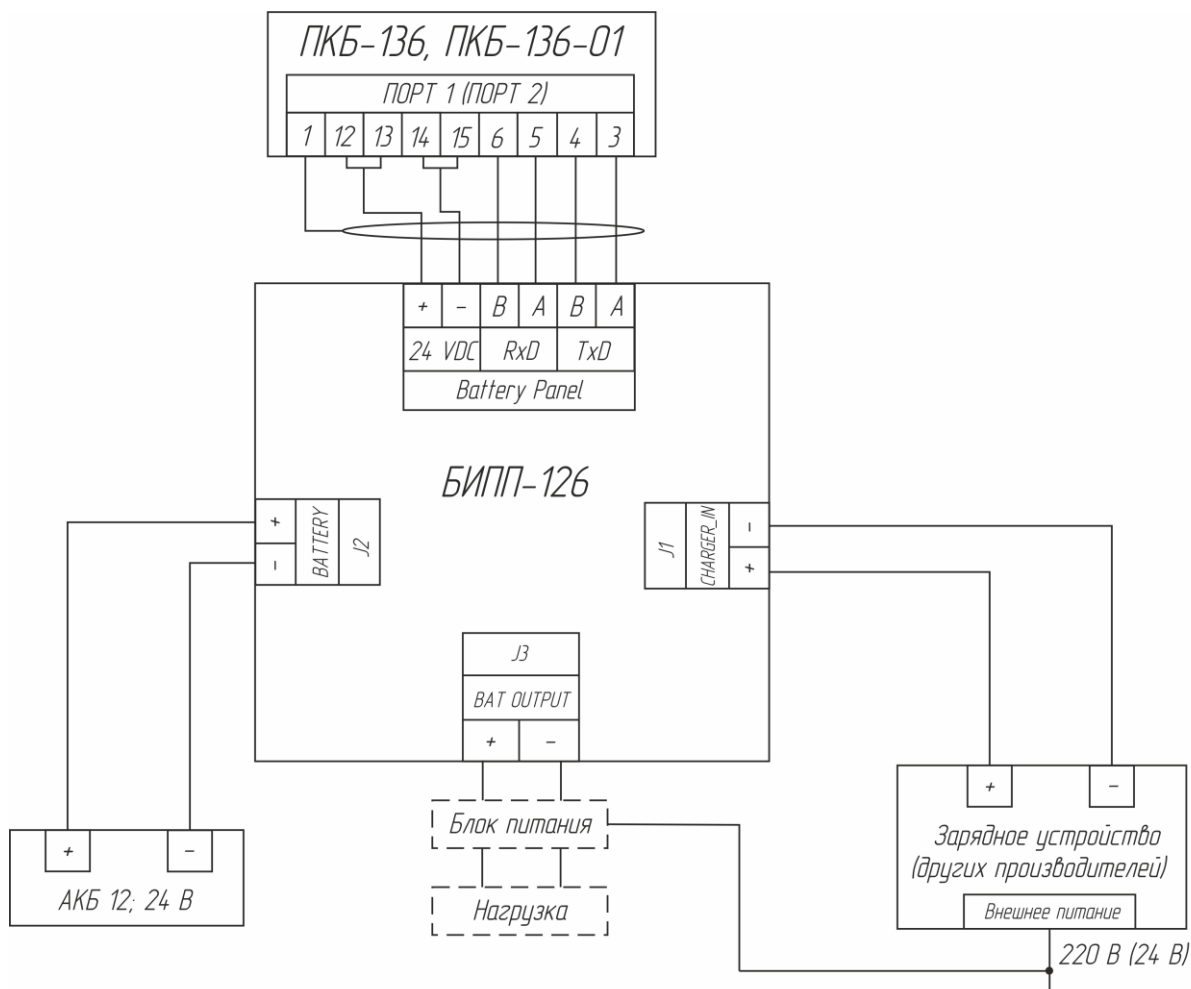 ПКБ-136, ПКБ-136-01
ПОРТ 1 (ПОРТ 2)
1 12 13 14 15 6 5 4 3
+ - B A B A
24 VDC RxD TxD
Battery Panel
БИПП-126
+
-
BATTERY
J2
J1
CHARGER_IN
-
+
J3
BAT OUTPUT
+ -
Блок питания
Нагрузка
+ -
АКБ 12; 24 В
+ -
Зарядное устройство
(других производителей)
Внешнее питание
220 В (24 В)